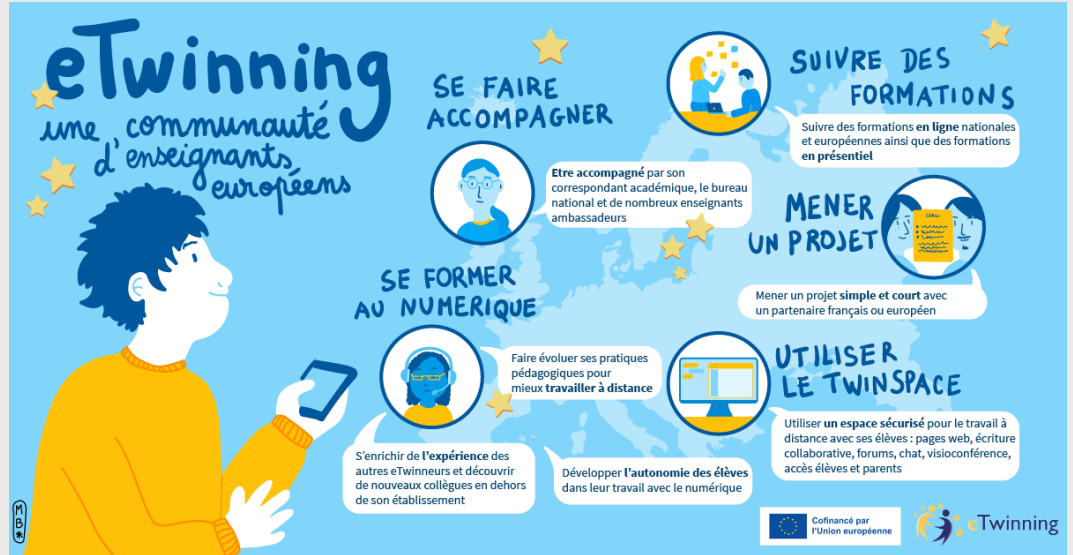 eTwinning
une communauté
d'enseignants
européens
SE FAIRE
ACCOMPAGNER
Etre accompagné par son
correspondant académique, le bureau
national et de nombreux enseignants
ambassadeurs
SUIVRE DES
FORMATIONS
Suivre des formations en ligne nationales
et européennes ainsi que des formations
en présentiel
MENER
UN PROJET
Mener un projet simple et court avec
un partenaire français ou européen
SE FORMER
AU NUMERIQUE
Faire évoluer ses pratiques
pédagogiques pour
mieux travailler à distance
S'enrichir de l'expérience des
autres eTwinneurs et découvrir
de nouveaux collègues en dehors
de son établissement
Développer l'autonomie des élèves
dans leur travail avec le numérique
UTILISER
LE TWINSPACE
Utiliser un espace sécurisé pour le travail à
distance avec ses élèves : pages web, écriture
collaborative, forums, chat, visioconférence,
accès élèves et parents
MB*
Cofinancé par
l'Union européenne
eTwinning